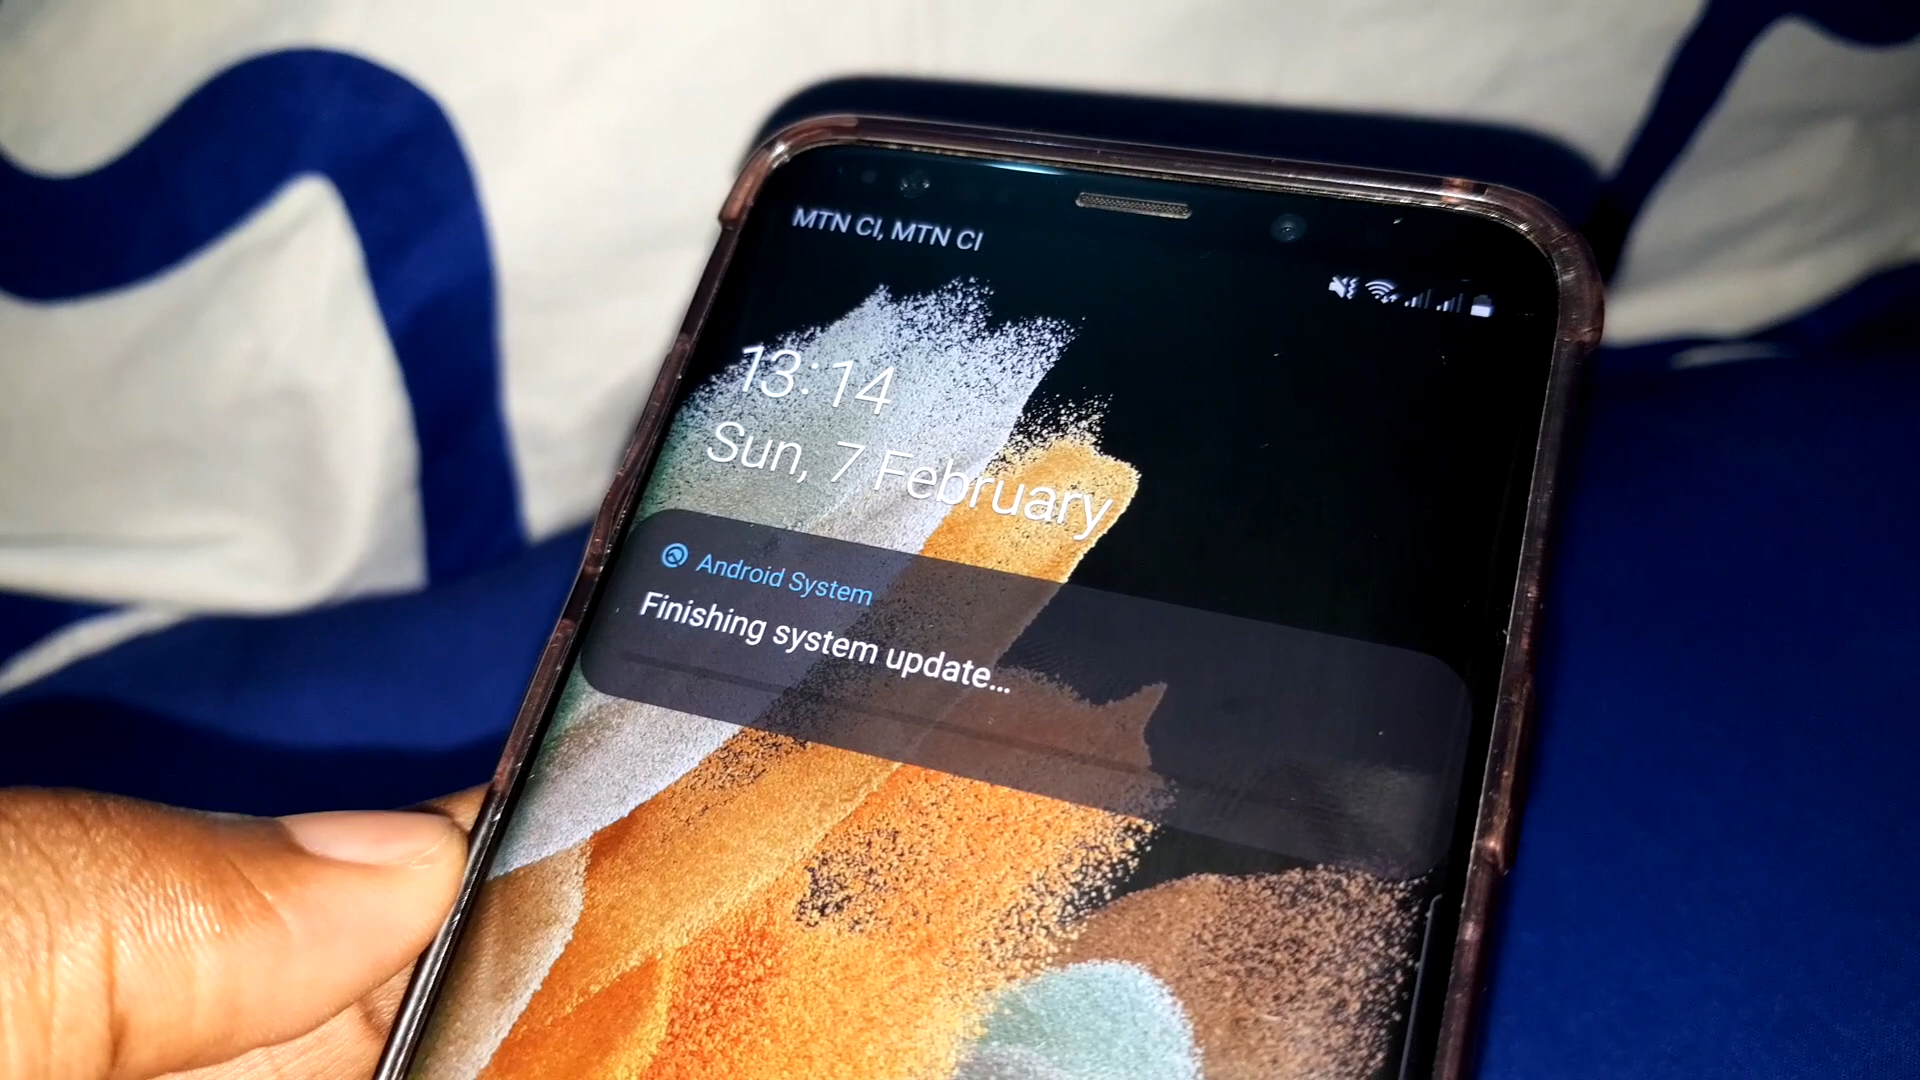 MTN CI, MTN CI
13:14
Sun, 7 February
Android System
Finishing system update...